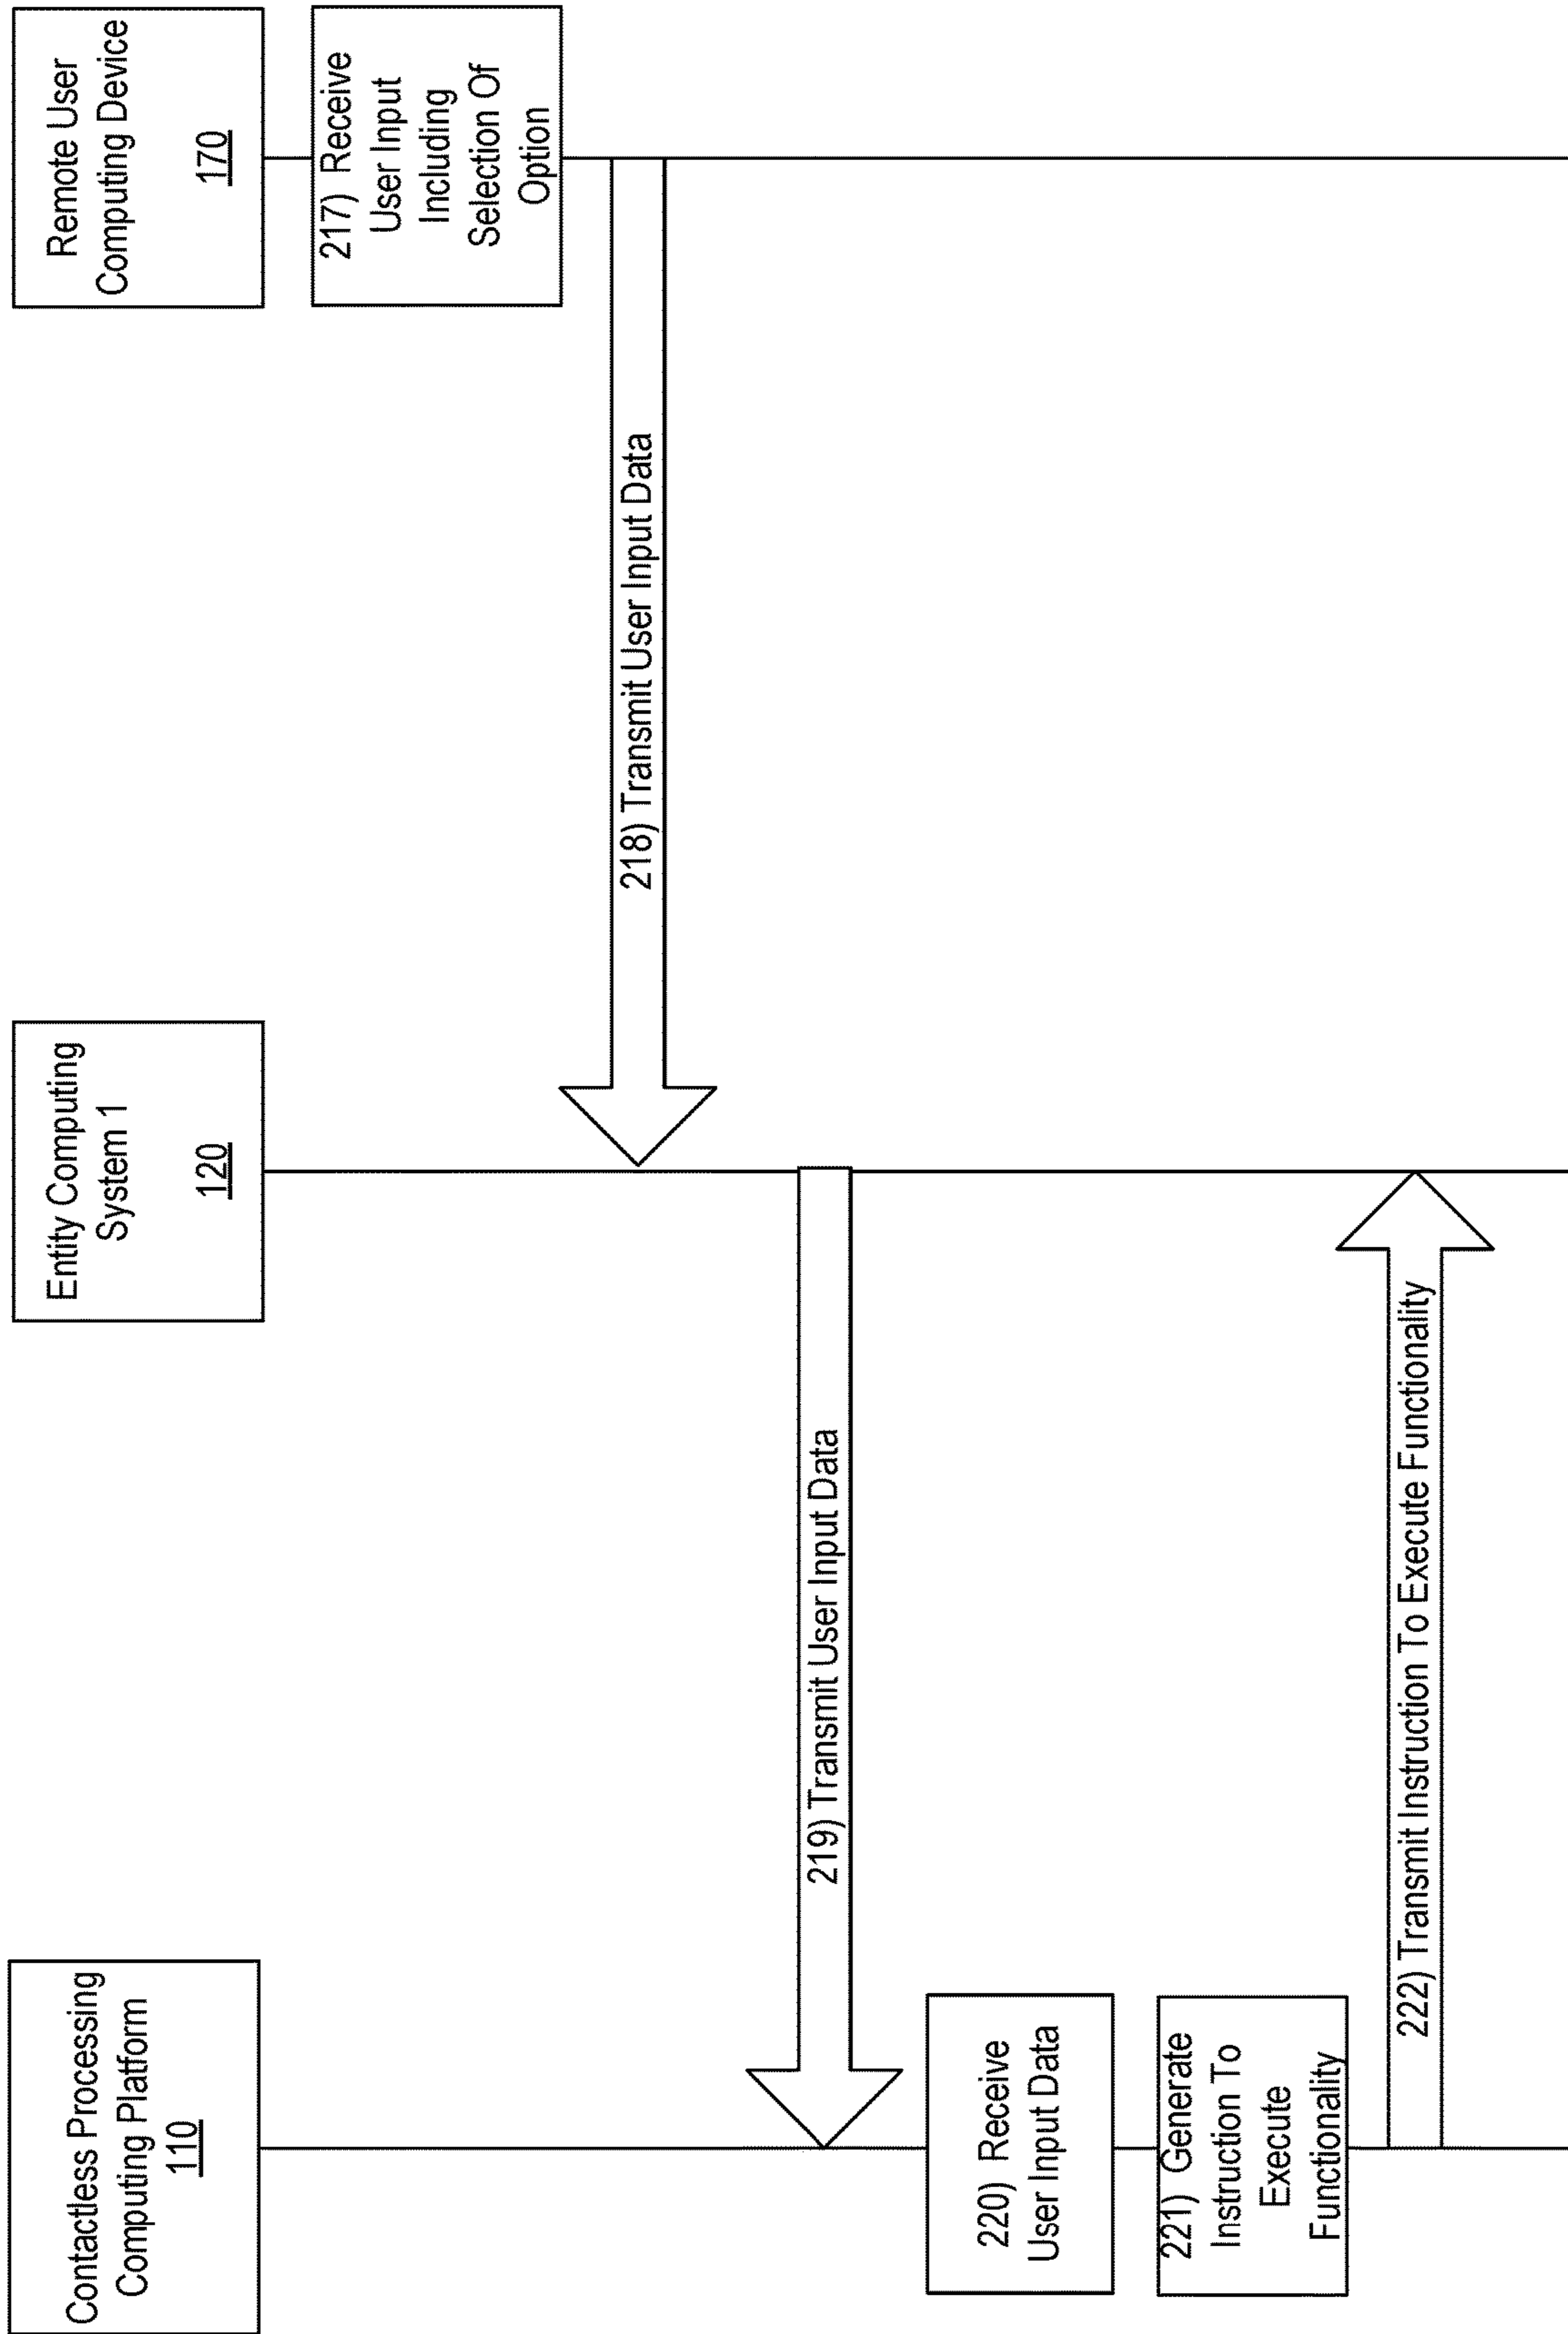 Contactless Processing
Computing Platform
110
Entity Computing
System 1
120
Remote User
Computing Device
170
217) Receive
User Input
Including
Selection Of
Option
218) Transmit User Input Data
219) Transmit User Input Data
220) Receive
User Input Data
221) Generate
Instruction To
Execute
Functionality
222) Transmit Instruction To Execute Functionality